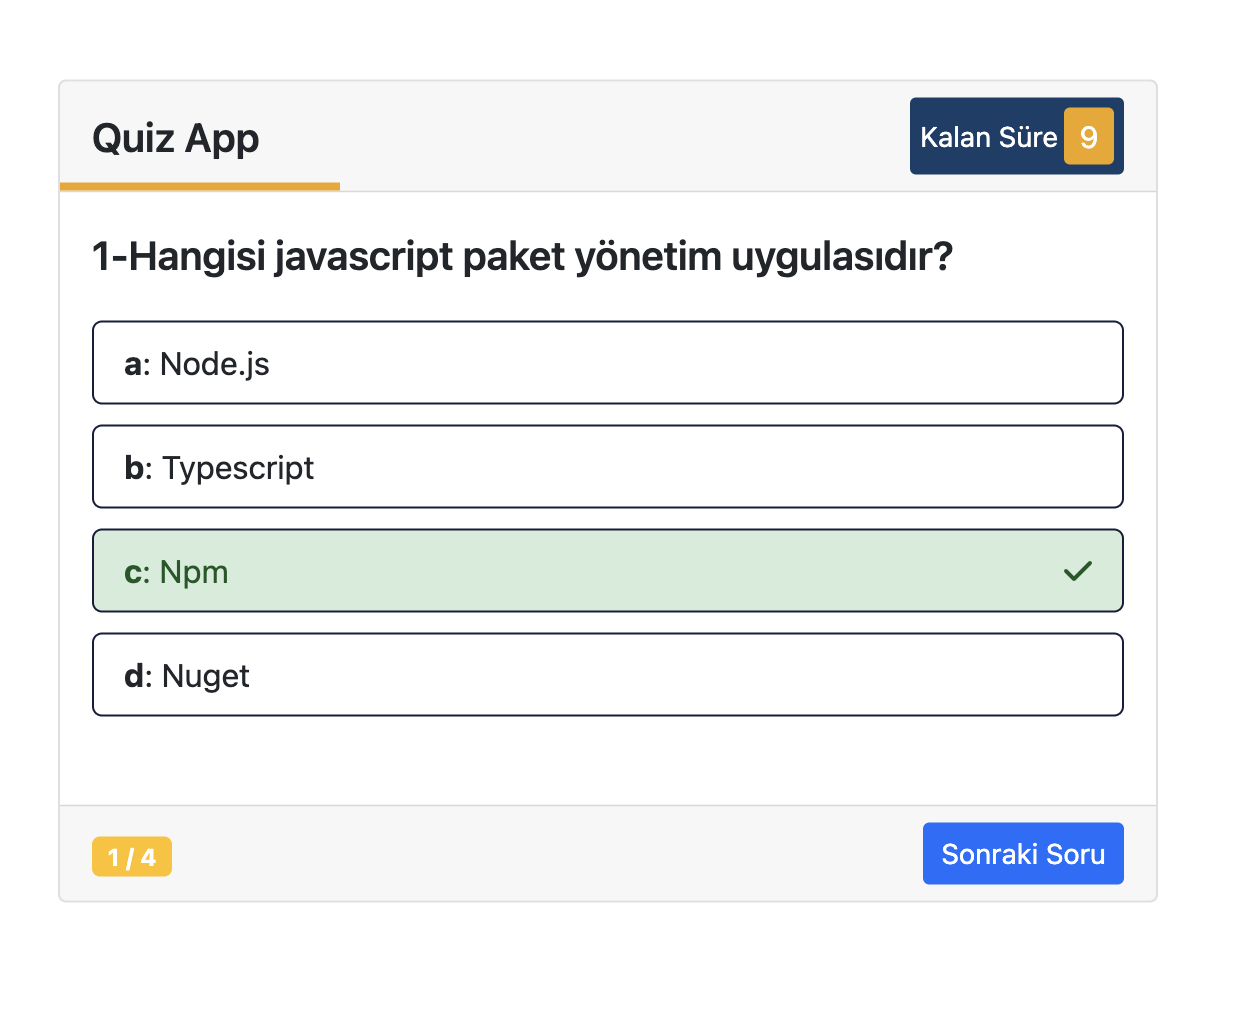 Quiz App
Kalan Süre 9
1-Hangisi javascript paket yönetim uygulasıdır?
a: Node.js
b: Typescript
c: Npm
d: Nuget
1 / 4
Sonraki Soru